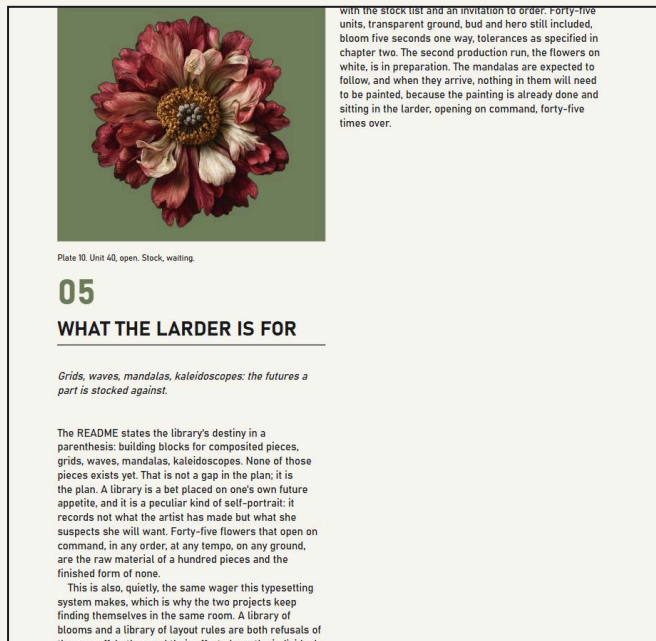 Plate 10. Unit 40, open. Stock, waiting.
05
WHAT THE LARDER IS FOR
Grids, waves, mandalas, kaleidoscopes: the futures a
part is stocked against.
The README states the library's destiny in a
parenthesis: building blocks for composited pieces,
grids, waves, mandalas, kaleidoscopes. None of those
pieces exists yet. That is not a gap in the plan; it is
the plan. A library is a bet placed on one's own future
appetite, and it is a peculiar kind of self-portrait: it
records not what the artist has made but what she
suspects she will want. Forty-five flowers that open on
command, in any order, at any tempo, on any ground,
are the raw material of a hundred pieces and the
finished form of none.
This is also, quietly, the same wager this typesetting
system makes, which is why the two projects keep
finding themselves in the same room. A library of
blooms and a library of layout rules are both refusals of
with the stock list and an invitation to order. Forty-five
units, transparent ground, bud and hero still included,
bloom five seconds one way, tolerances as specified in
chapter two. The second production run, the flowers on
white, is in preparation. The mandalas are expected to
follow, and when they arrive, nothing in them will need
to be painted, because the painting is already done and
sitting in the larder, opening on command, forty-five
times over.